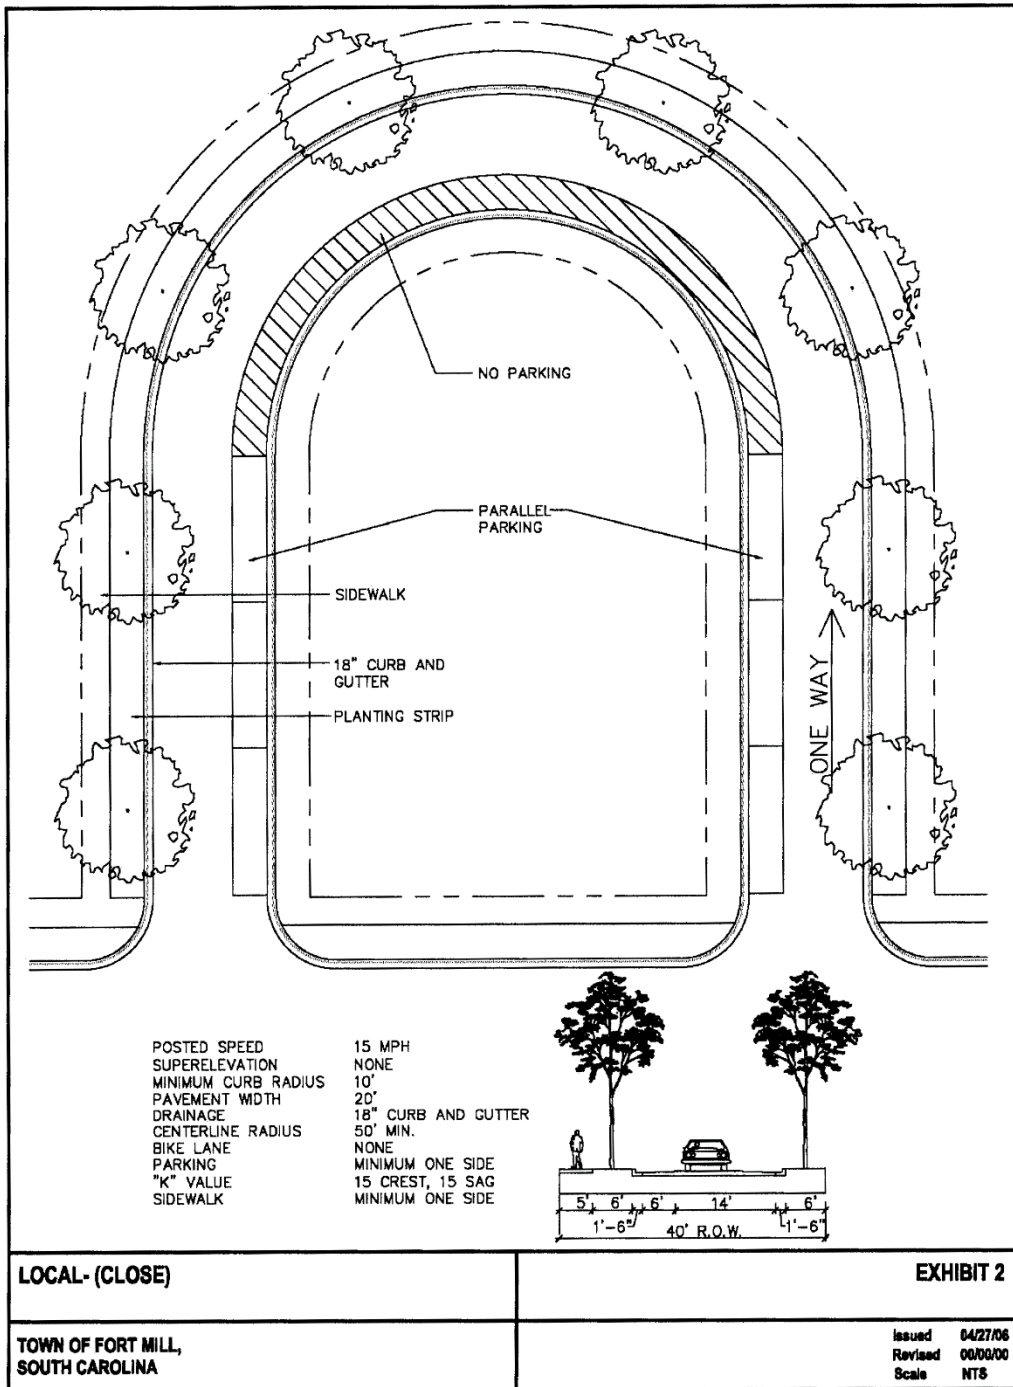 NO PARKING
PARALLEL
PARKING
SIDEWALK
18" CURB AND
GUTTER
PLANTING STRIP
ONE WAY
POSTED SPEED 15 MPH
SUPERELEVATION NONE
MINIMUM CURB RADIUS 10'
PAVEMENT WIDTH 20'
DRAINAGE 18" CURB AND GUTTER
CENTERLINE RADIUS 50' MIN.
BIKE LANE NONE
PARKING MINIMUM ONE SIDE
"K" VALUE 15 CREST, 15 SAG
SIDEWALK MINIMUM ONE SIDE
5' 6' 6' 14' 6'
1'-6" 1'-6"
40' R.O.W.
LOCAL- (CLOSE)
EXHIBIT 2
TOWN OF FORT MILL,
SOUTH CAROLINA
Issued 04/27/06
Revised 00/00/00
Scale NTS